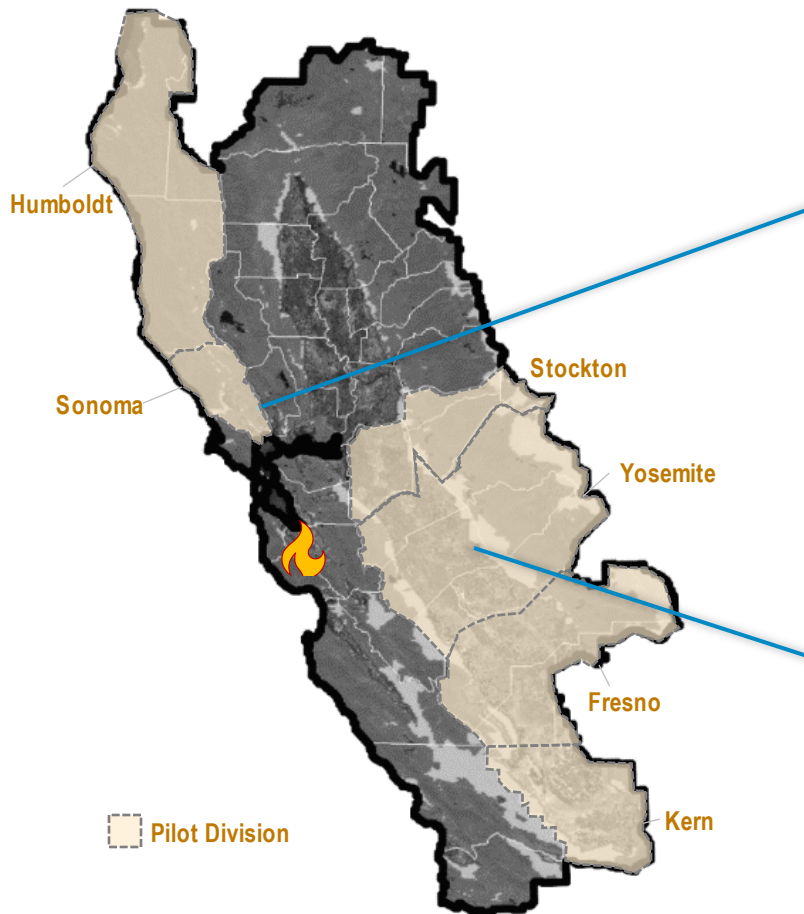 Humboldt
Stockton
Sonoma
Yosemite
Fresno
Kern
Pilot Division